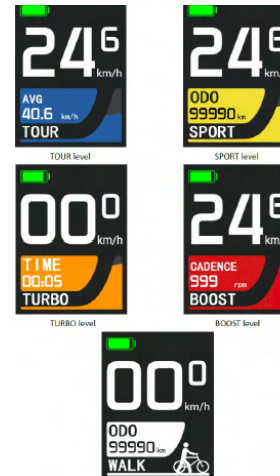 24 6
km/h
AVG
40.6 km/h
TOUR
TOUR level
24 6
km/
ODO
99990 km
SPORT
SPORT level
00 0
km/h
TIME
00:05
TURBO
TURBO level
24 6
km/
CADENCE
999 rpm
BOOST
BOOST level
00 0
km/h
ODO
99990 km
WALK